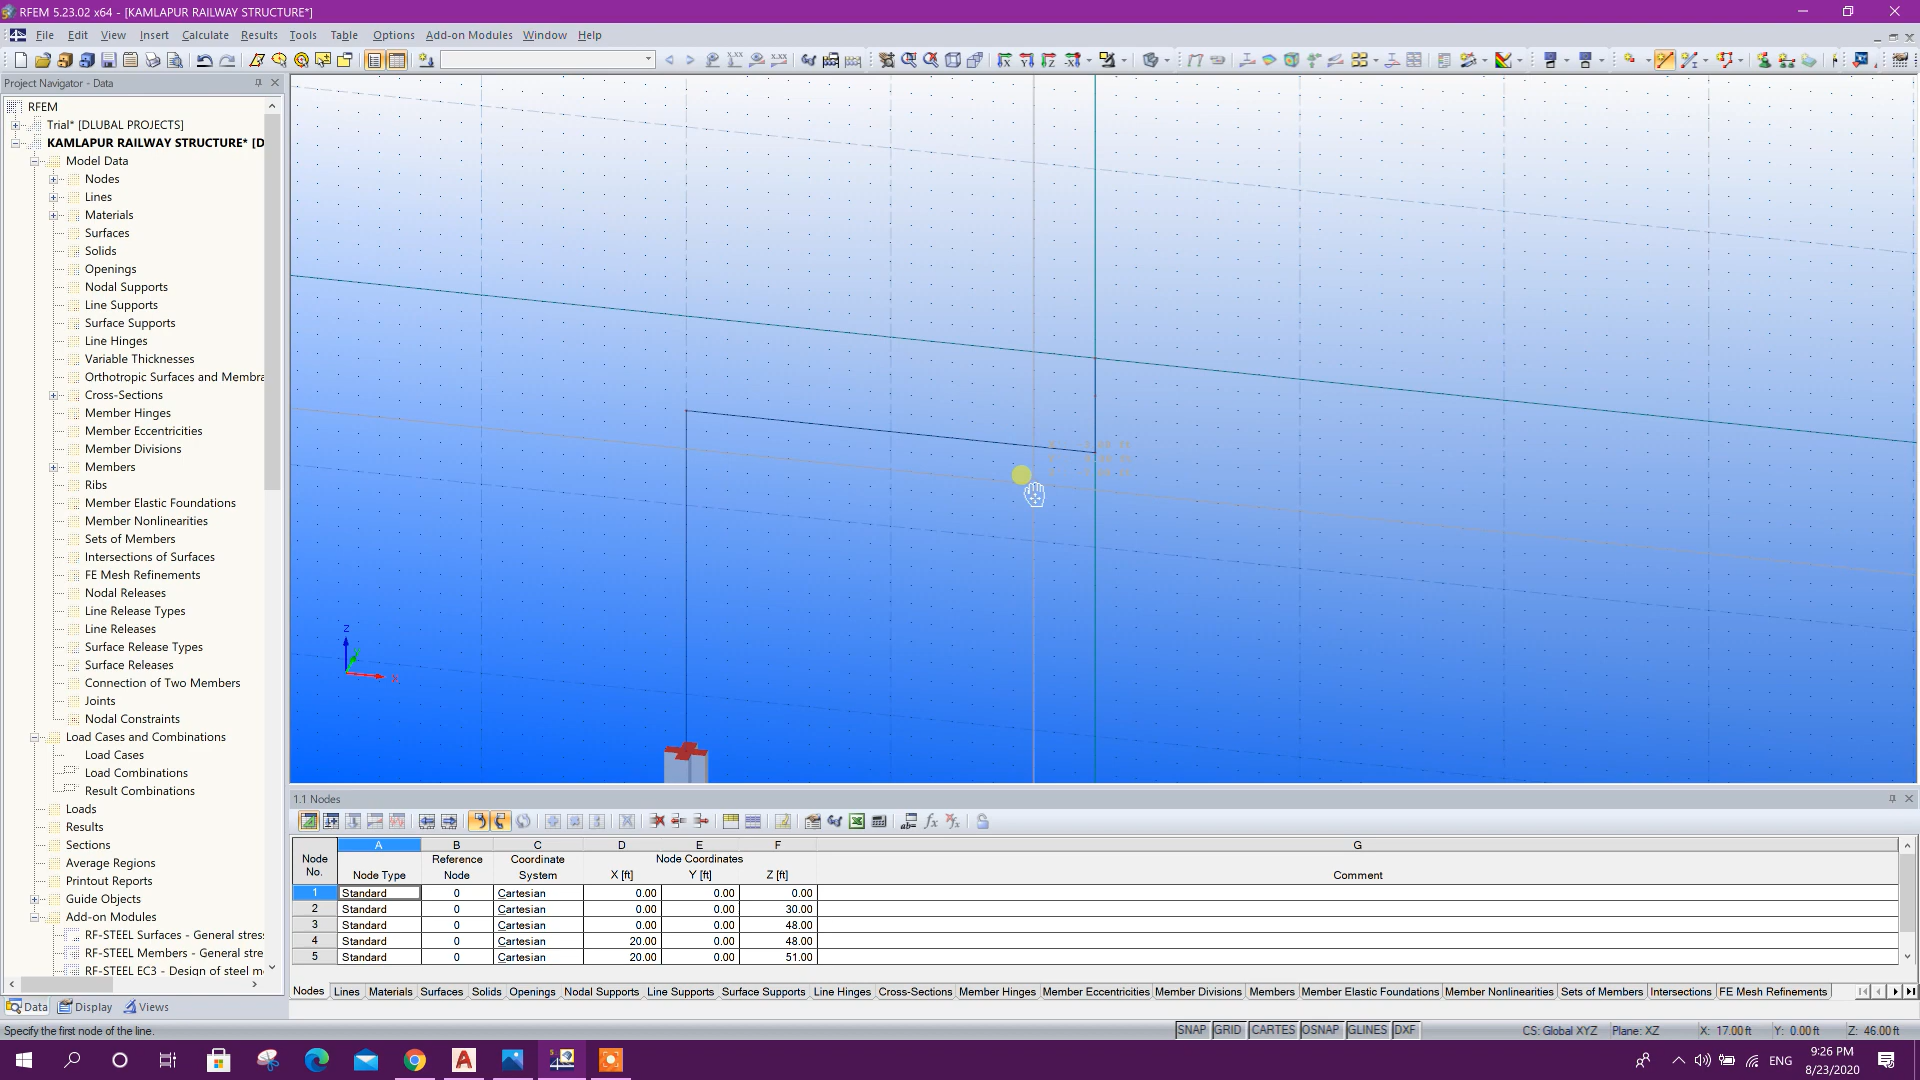 RFEM 5.23.02 x64 - [KAMLAPUR RAILWAY STRUCTURE*]
File Edit View Insert Calculate Results Tools Table Options Add-on Modules Window Help
Project Navigator - Data
RFEM
Trial* [DLUBAL PROJECTS]
KAMLAPUR RAILWAY STRUCTURE* [D
Model Data
Nodes
Lines
Materials
Surfaces
Solids
Openings
Nodal Supports
Line Supports
Surface Supports
Line Hinges
Variable Thicknesses
Orthotropic Surfaces and Membra
Cross-Sections
Member Hinges
Member Eccentricities
Member Divisions
Members
Ribs
Member Elastic Foundations
Member Nonlinearities
Sets of Members
Intersections of Surfaces
FE Mesh Refinements
Nodal Releases
Line Release Types
Line Releases
Surface Release Types
Surface Releases
Connection of Two Members
Joints
Nodal Constraints
Load Cases and Combinations
Load Cases
Load Combinations
Result Combinations
Loads
Results
Sections
Average Regions
Printout Reports
Guide Objects
Add-on Modules
RF-STEEL Surfaces - General stress
RF-STEEL Members - General stre
RF-STEEL EC3 - Design of steel m
Data Display Views
Z
X
1.1 Nodes
A B C D E F G
Node No. Node Type Reference Node Coordinate System Node Coordinates X [ft] Y [ft] Z [ft] Comment
1 Standard 0 Cartesian 0.00 0.00 0.00
2 Standard 0 Cartesian 0.00 0.00 30.00
3 Standard 0 Cartesian 0.00 0.00 48.00
4 Standard 0 Cartesian 20.00 0.00 48.00
5 Standard 0 Cartesian 20.00 0.00 51.00
Nodes Lines Materials Surfaces Solids Openings Nodal Supports Line Supports Surface Supports Line Hinges Cross-Sections Member Hinges Member Eccentricities Member Divisions Members Member Elastic Foundations Member Nonlinearities Sets of Members Intersections FE Mesh Refinements
Specify the first node of the line.
SNAP GRID CARTES OSNAP GLINES DXF CS: Global XYZ Plane: XZ X: 17.00 ft Y: 0.00 ft Z: 46.00 ft
ENG 9:26 PM
8/23/2020